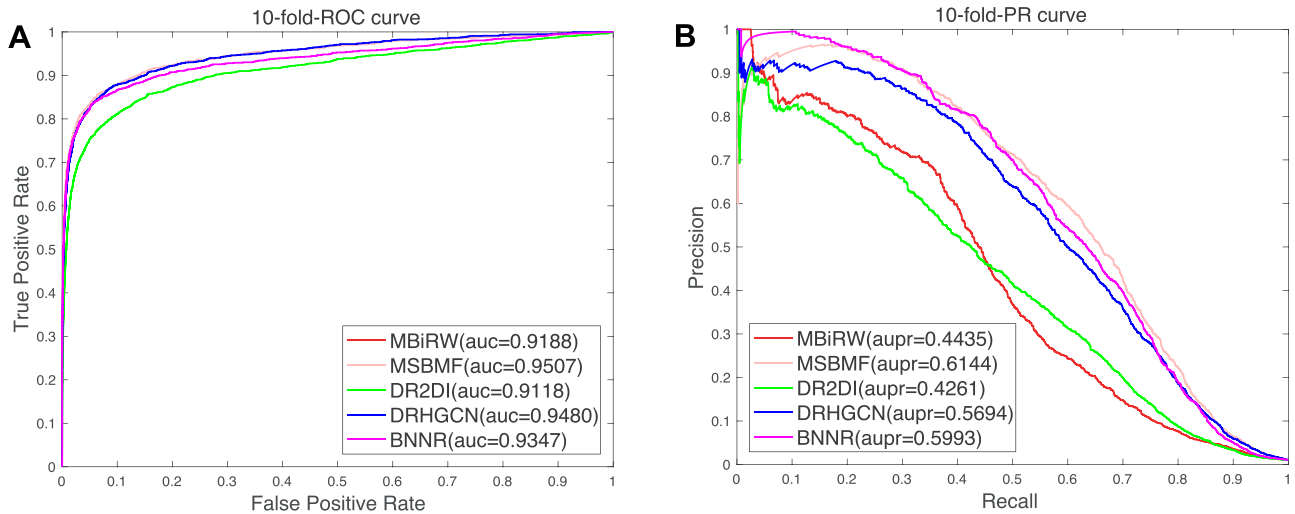 A
10-fold-ROC curve
True Positive Rate
1
0.9
0.8
0.7
0.6
0.5
0.4
0.3
0.2
0.1
0
MBiRW(auc=0.9188)
MSBMF(auc=0.9507)
DR2DI(auc=0.9118)
DRHGCN(auc=0.9480)
BNNR(auc=0.9347)
0 0.1 0.2 0.3 0.4 0.5 0.6 0.7 0.8 0.9 1
False Positive Rate
B
10-fold-PR curve
Precision
1
0.9
0.8
0.7
0.6
0.5
0.4
0.3
0.2
0.1
0
MBiRW(aupr=0.4435)
MSBMF(aupr=0.6144)
DR2DI(aupr=0.4261)
DRHGCN(aupr=0.5694)
BNNR(aupr=0.5993)
0 0.1 0.2 0.3 0.4 0.5 0.6 0.7 0.8 0.9 1
Recall